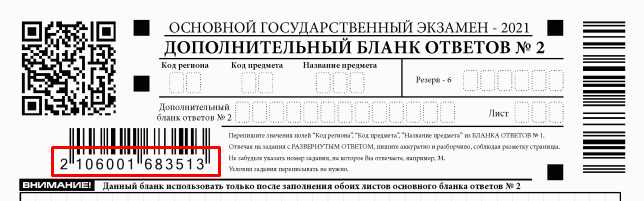 ОСНОВНОЙ ГОСУДАРСТВЕННЫЙ ЭКЗАМЕН - 2021
ДОПОЛНИТЕЛЬНЫЙ БЛАНК ОТВЕТОВ № 2
Код региона Код предмета Название предмета
Резерв - 6
Дополнительный
бланк ответов № 2
Лист
Перепишите значения полей "Код региона", "Код предмета", "Название предмета" из БЛАНКА ОТВЕТОВ № 1.
Отвечая на задания с РАЗВЕРНУТЫМ ОТВЕТОМ, пишите аккуратно и разборчиво, соблюдая разметку страницы.
Не забудьте указать номер задания, на которое Вы отвечаете, например, 31.
Условия задания переписывать не нужно.
2 106001 683513
ВНИМАНИЕ! Данный бланк использовать только после заполнения обоих листов основного бланка ответов № 2